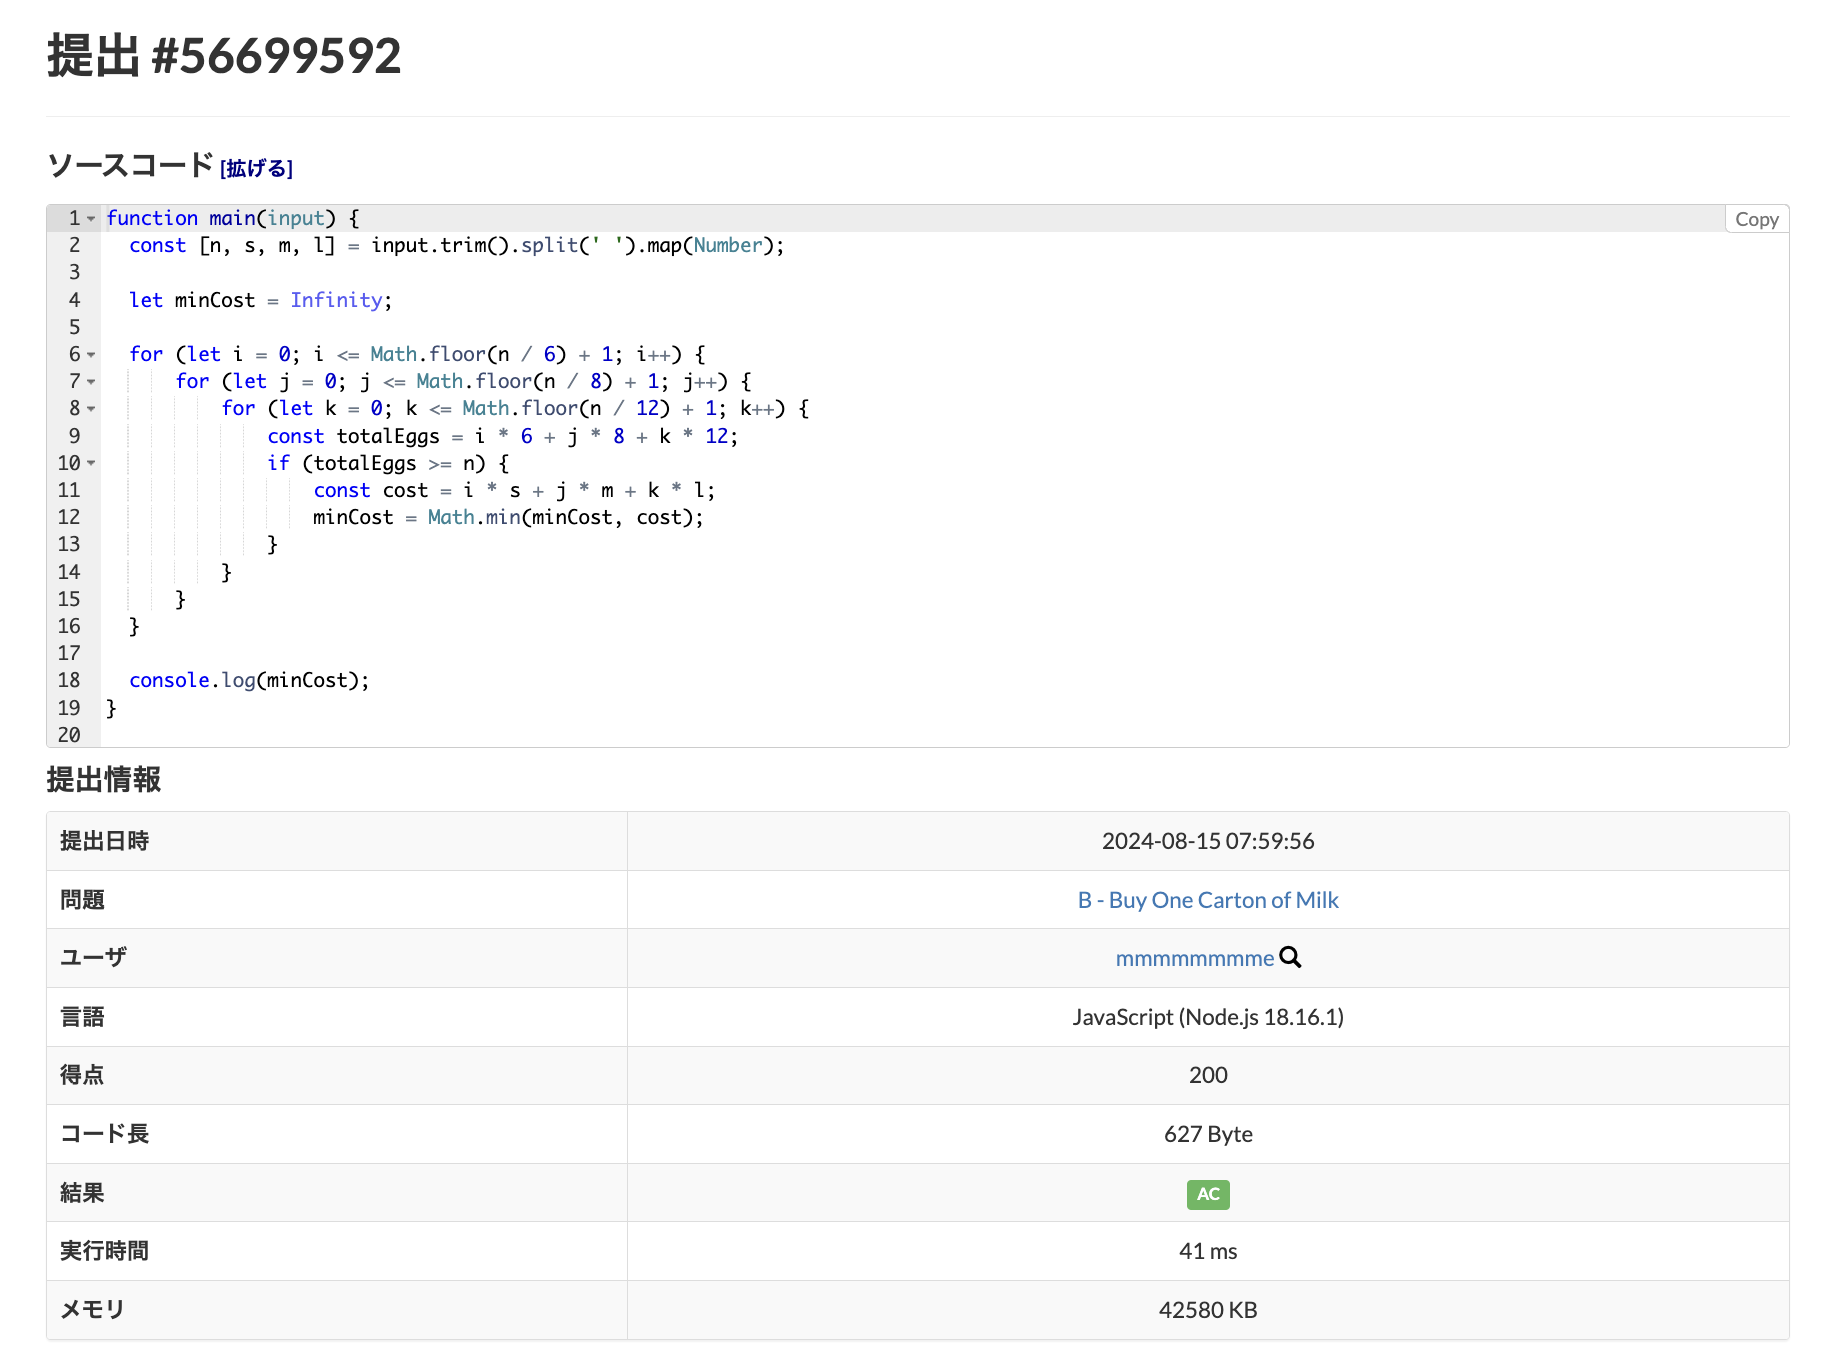 提出 #56699592
ソースコード [拡げる]
Copy
1 function main(input) {
2   const [n, s, m, l] = input.trim().split(' ').map(Number);
3
4   let minCost = Infinity;
5
6   for (let i = 0; i <= Math.floor(n / 6) + 1; i++) {
7       for (let j = 0; j <= Math.floor(n / 8) + 1; j++) {
8           for (let k = 0; k <= Math.floor(n / 12) + 1; k++) {
9               const totalEggs = i * 6 + j * 8 + k * 12;
10              if (totalEggs >= n) {
11                  const cost = i * s + j * m + k * l;
12                  minCost = Math.min(minCost, cost);
13              }
14          }
15      }
16  }
17
18  console.log(minCost);
19 }
20
提出情報
提出日時 2024-08-15 07:59:56
問題 B - Buy One Carton of Milk
ユーザ mmmmmmmmme
言語 JavaScript (Node.js 18.16.1)
得点 200
コード長 627 Byte
結果 AC
実行時間 41 ms
メモリ 42580 KB